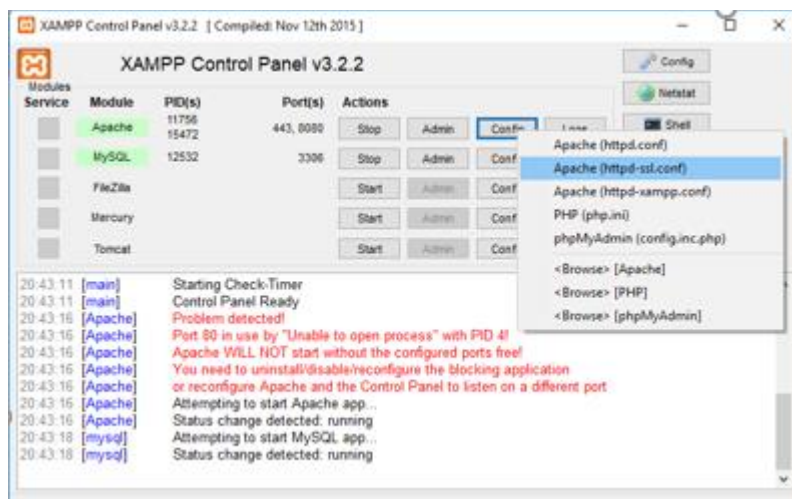 XAMPP Control Panel v3.2.2 [ Compiled: Nov 12th 2015 ]
XAMPP Control Panel v3.2.2
Config
Modules
Service Module PID(s) Port(s) Actions
Netstat
Apache 11756 15472 443, 8080 Stop Admin Config Logs
Shell
MySQL 12532 3306 Stop Admin Conf
FileZilla Start Admin Conf
Mercury Start Admin Conf
Tomcat Start Admin Conf
Apache (httpd.conf)
Apache (httpd-ssl.conf)
Apache (httpd-xampp.conf)
PHP (php.ini)
phpMyAdmin (config.inc.php)
<Browse> [Apache]
<Browse> [PHP]
<Browse> [phpMyAdmin]
20:43:11 [main] Starting Check-Timer
20:43:11 [main] Control Panel Ready
20:43:16 [Apache] Problem detected!
20:43:16 [Apache] Port 80 in use by "Unable to open process" with PID 4!
20:43:16 [Apache] Apache WILL NOT start without the configured ports free!
20:43:16 [Apache] You need to uninstall/disable/reconfigure the blocking application
20:43:16 [Apache] or reconfigure Apache and the Control Panel to listen on a different port
20:43:16 [Apache] Attempting to start Apache app...
20:43:16 [Apache] Status change detected: running
20:43:18 [mysql] Attempting to start MySQL app...
20:43:18 [mysql] Status change detected: running